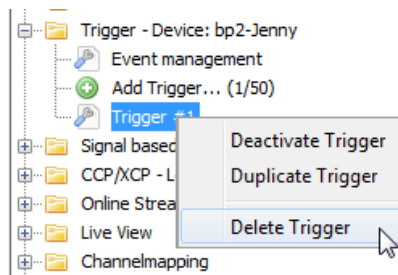 Trigger - Device: bp2-Jenny
Event management
Add Trigger... (1/50)
Trigger #1
Signal based
Deactivate Trigger
CCP/XCP - L
Duplicate Trigger
Online Strea
Live View
Delete Trigger
Channelmapping